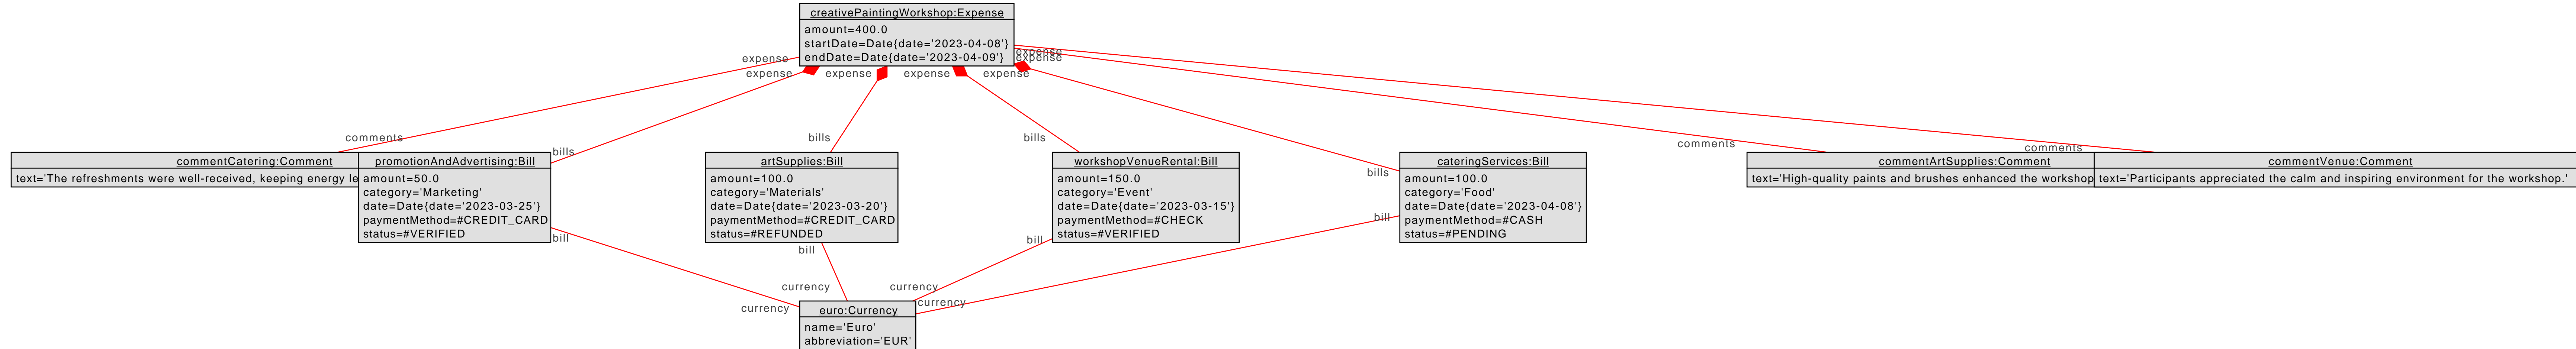 creativePaintingWorkshop:Expense
amount=400.0
startDate=Date{date='2023-04-08'}
endDate=Date{date='2023-04-09'}
expense
expense
expense
expense
expense
expense
expense
comments
bills
bills
bills
bills
comments
comments
commentCatering:Comment
text='The refreshments were well-received, keeping energy le
promotionAndAdvertising:Bill
amount=50.0
category='Marketing'
date=Date{date='2023-03-25'}
paymentMethod=#CREDIT_CARD
status=#VERIFIED
artSupplies:Bill
amount=100.0
category='Materials'
date=Date{date='2023-03-20'}
paymentMethod=#CREDIT_CARD
status=#REFUNDED
workshopVenueRental:Bill
amount=150.0
category='Event'
date=Date{date='2023-03-15'}
paymentMethod=#CHECK
status=#VERIFIED
cateringServices:Bill
amount=100.0
category='Food'
date=Date{date='2023-04-08'}
paymentMethod=#CASH
status=#PENDING
commentArtSupplies:Comment
text='High-quality paints and brushes enhanced the workshop
commentVenue:Comment
text='Participants appreciated the calm and inspiring environment for the workshop.'
bill
bill
bill
bill
currency
currency
currency
currency
euro:Currency
name='Euro'
abbreviation='EUR'